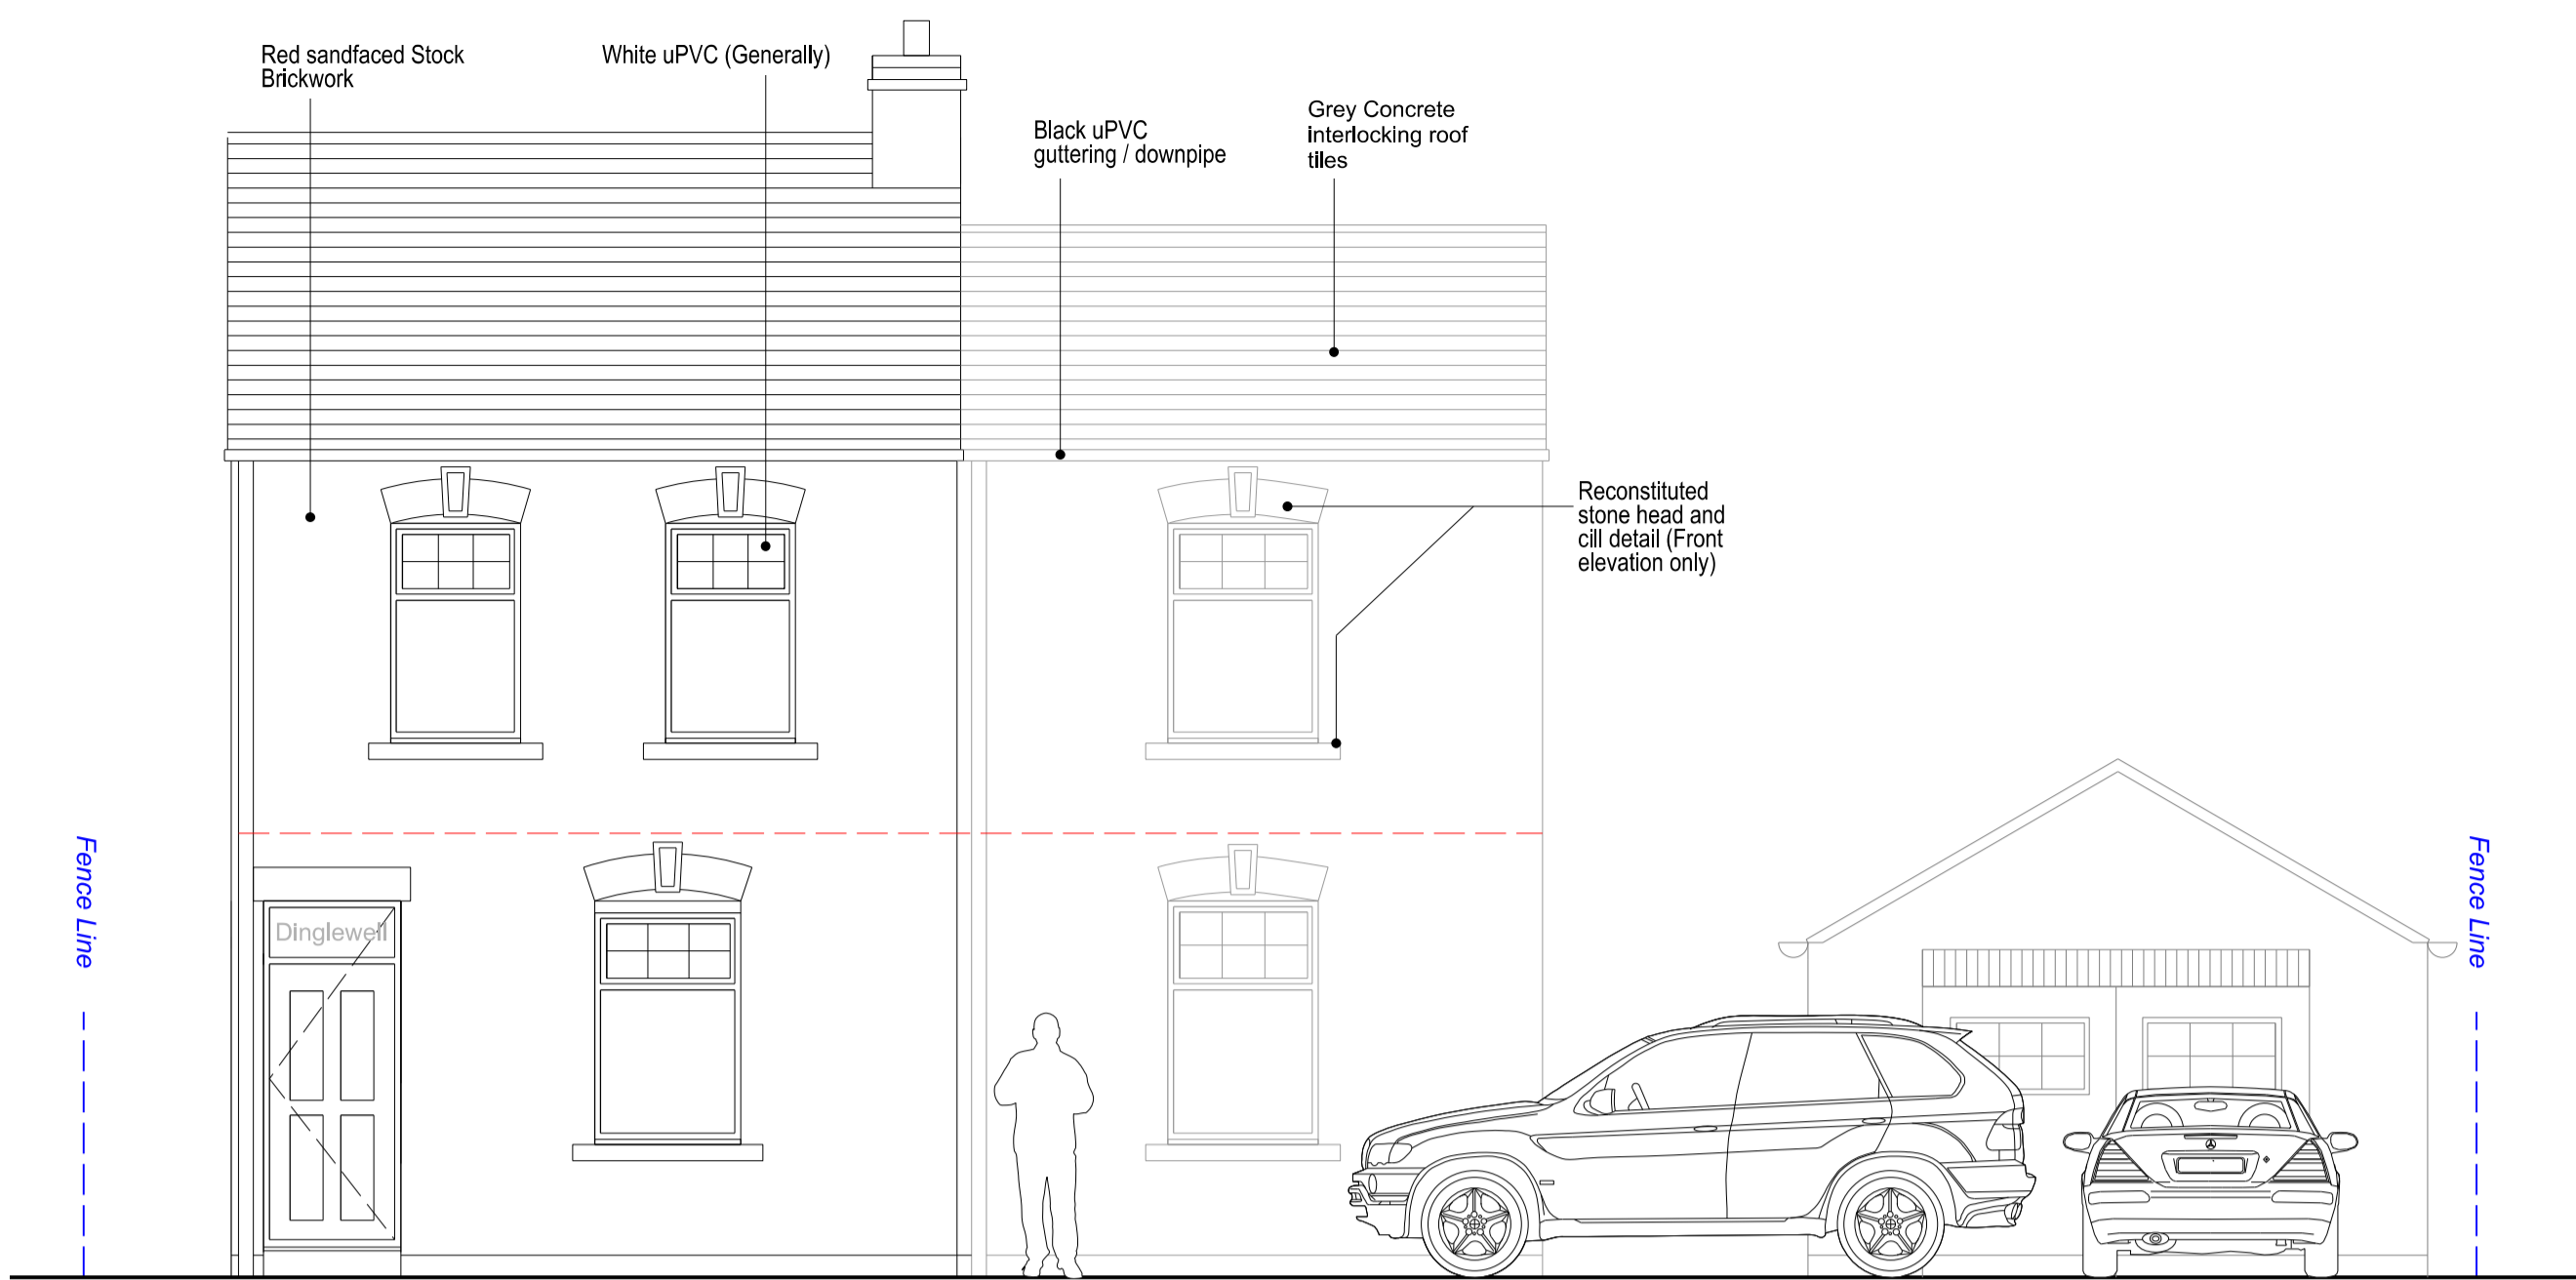 Red sandfaced Stock
Brickwork
White uPVC (Generally)
Black uPVC
guttering / downpipe
Grey Concrete
interlocking roof
tiles
Reconstituted
stone head and
cill detail (Front
elevation only)
Fence Line
Dinglewell
Fence Line